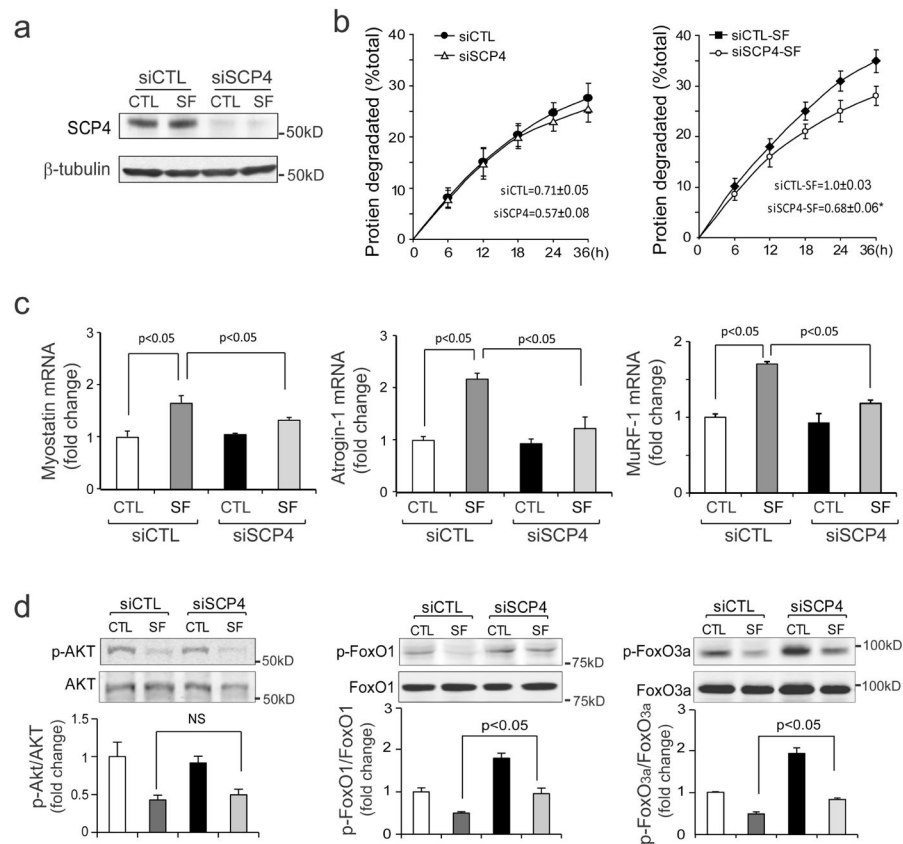 a
siCTL siSCP4
CTL SF CTL SF
SCP4
50kD
β-tubulin
50kD
b
Protien degradated (%total)
40
30
20
10
0
siCTL
siSCP4
siCTL=0.71±0.05
siSCP4=0.57±0.08
0 6 12 18 24 36(h)
Protien degradated (%total)
40
30
20
10
0
siCTL-SF
siSCP4-SF
siCTL-SF=1.0±0.03
siSCP4-SF=0.68±0.06*
0 6 12 18 24 36(h)
c
Myostatin mRNA
(fold change)
3
2
1
0
p<0.05 p<0.05
CTL SF CTL SF
siCTL siSCP4
Atrogin-1 mRNA
(fold change)
3
2
1
0
p<0.05 p<0.05
CTL SF CTL SF
siCTL siSCP4
MuRF-1 mRNA
(fold change)
2
1
0
p<0.05 p<0.05
CTL SF CTL SF
siCTL siSCP4
d
siCTL siSCP4
CTL SF CTL SF
p-AKT
50kD
AKT
50kD
p-Akt/AKT
(fold change)
1.5
1
0.5
0
NS
siCTL siSCP4
CTL SF CTL SF
p-FoxO1
75kD
FoxO1
75kD
p-FoxO1/FoxO1
(fold change)
3
2
1
0
p<0.05
siCTL siSCP4
CTL SF CTL SF
p-FoxO3a
100kD
FoxO3a
100kD
p-FoxO3a/FoxO3a
(fold change)
3
2
1
0
p<0.05